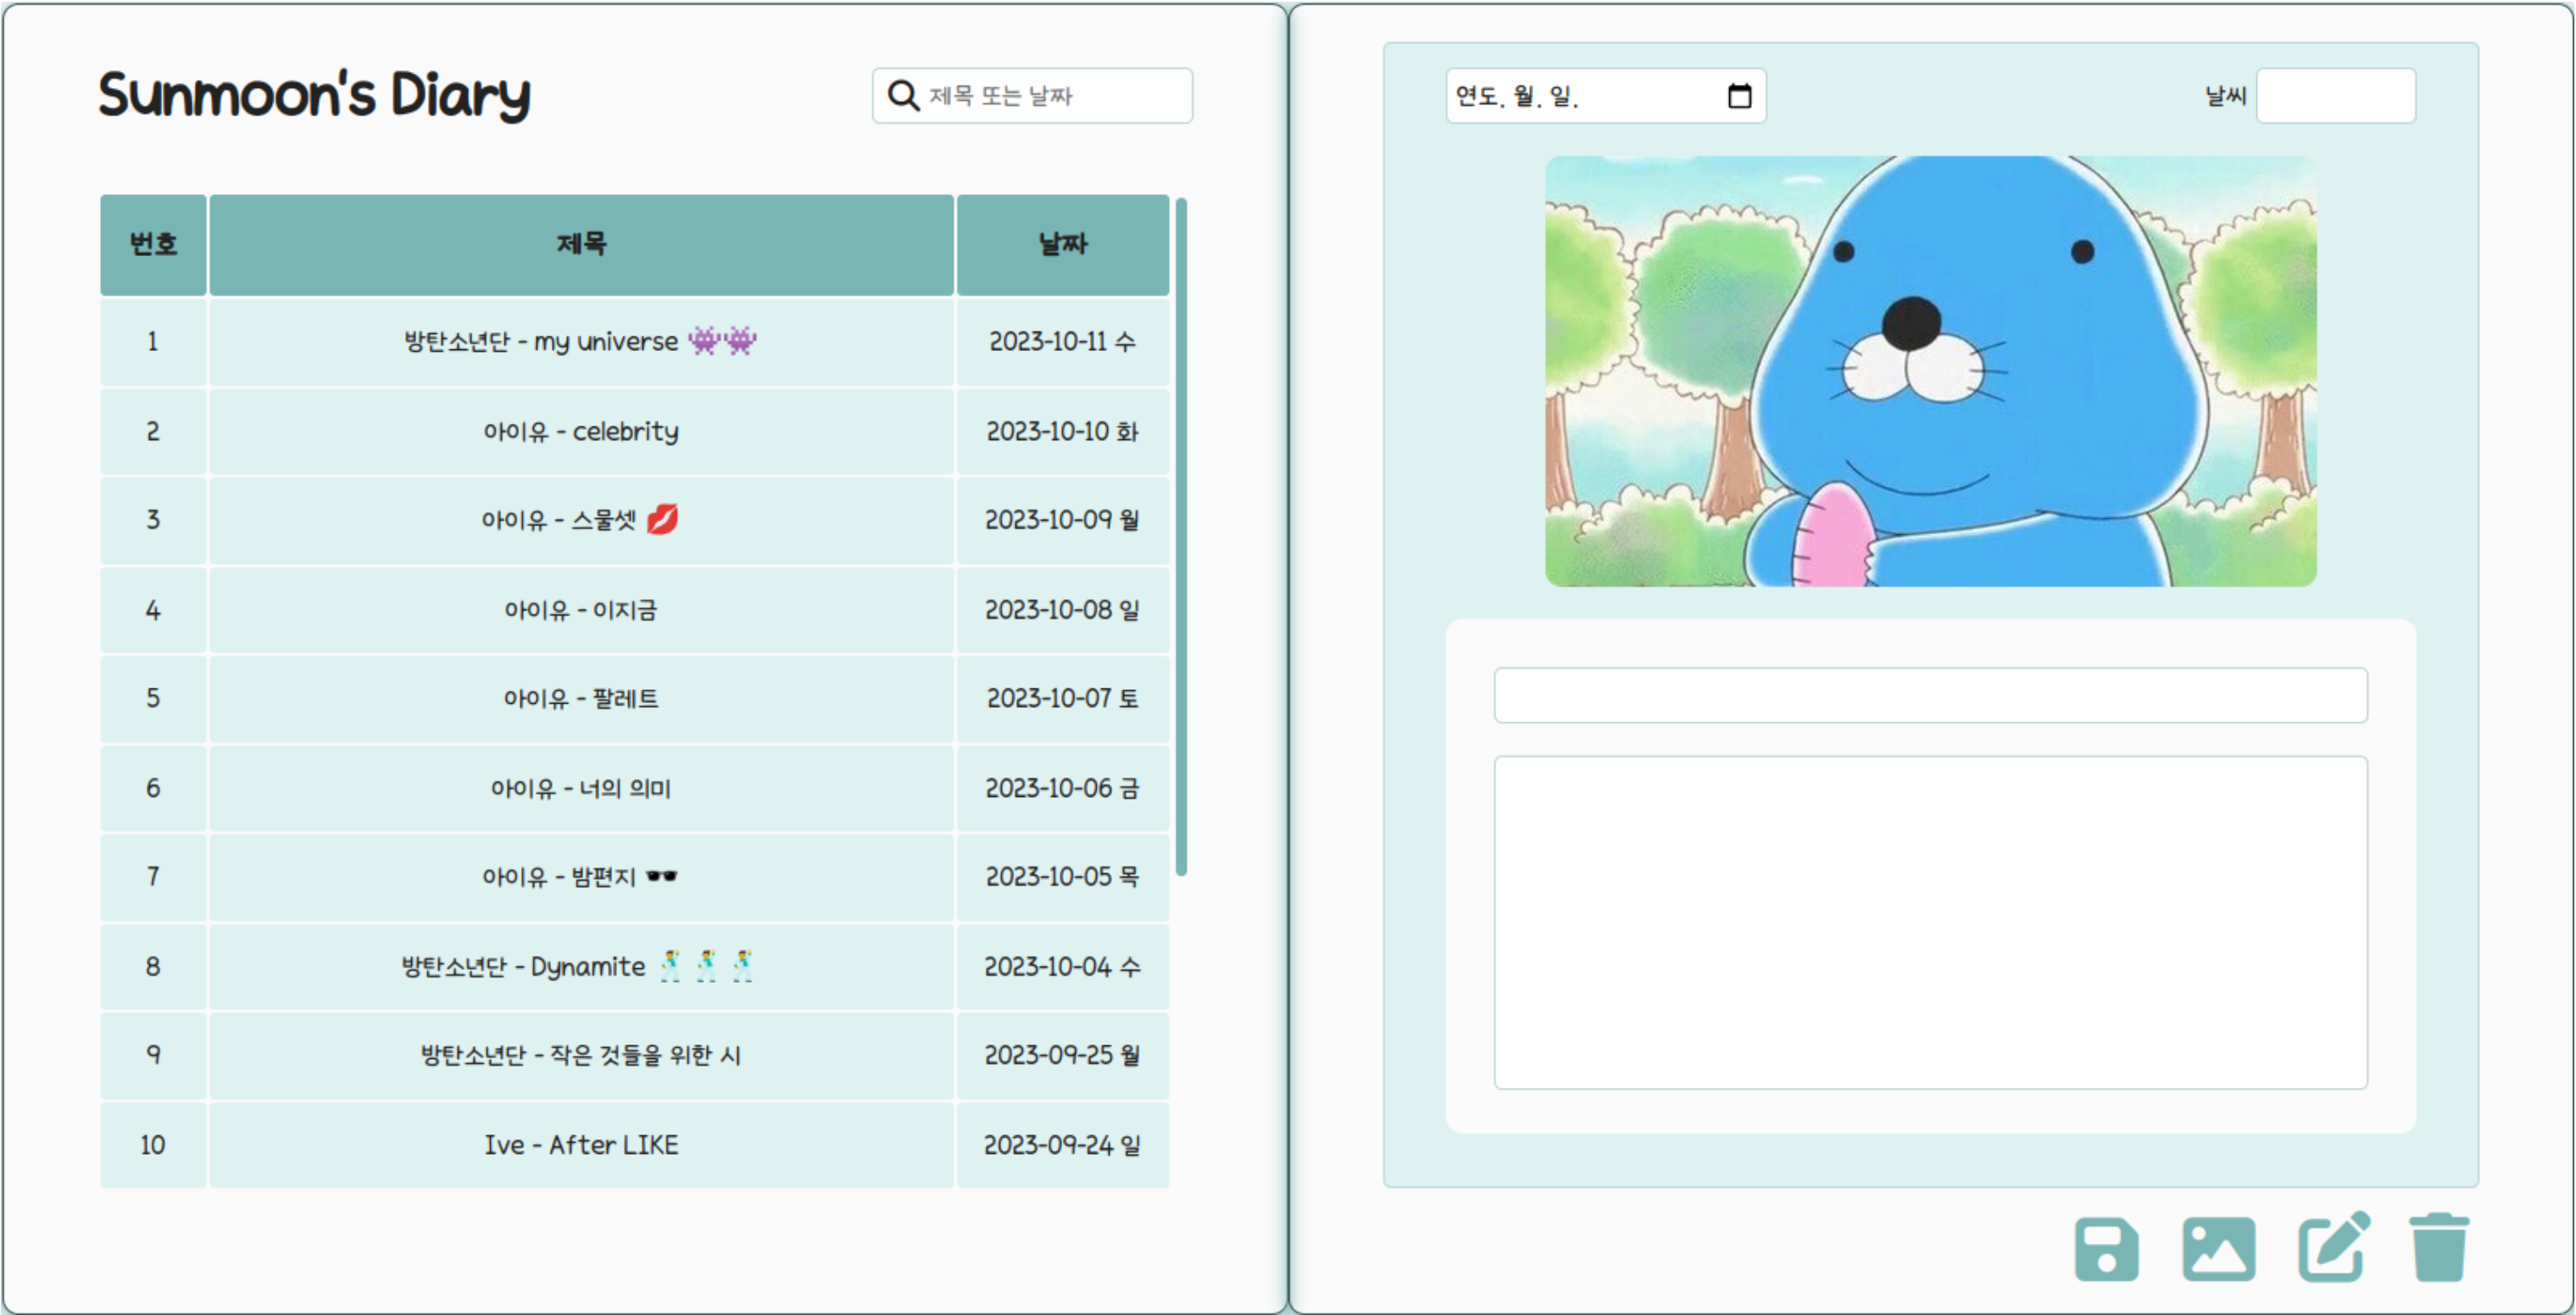 Sunmoon's Diary
제목 또는 날짜
번호 제목 날짜
1 방탄소년단 - my universe 👾👾 2023-10-11 수
2 아이유 - celebrity 2023-10-10 화
3 아이유 - 스물셋 💋 2023-10-09 월
4 아이유 - 이지금 2023-10-08 일
5 아이유 - 팔레트 2023-10-07 토
6 아이유 - 너의 의미 2023-10-06 금
7 아이유 - 밤편지 🕶️ 2023-10-05 목
8 방탄소년단 - Dynamite 🕺🕺🕺 2023-10-04 수
9 방탄소년단 - 작은 것들을 위한 시 2023-09-25 월
10 Ive - After LIKE 2023-09-24 일
연도. 월. 일.
날씨